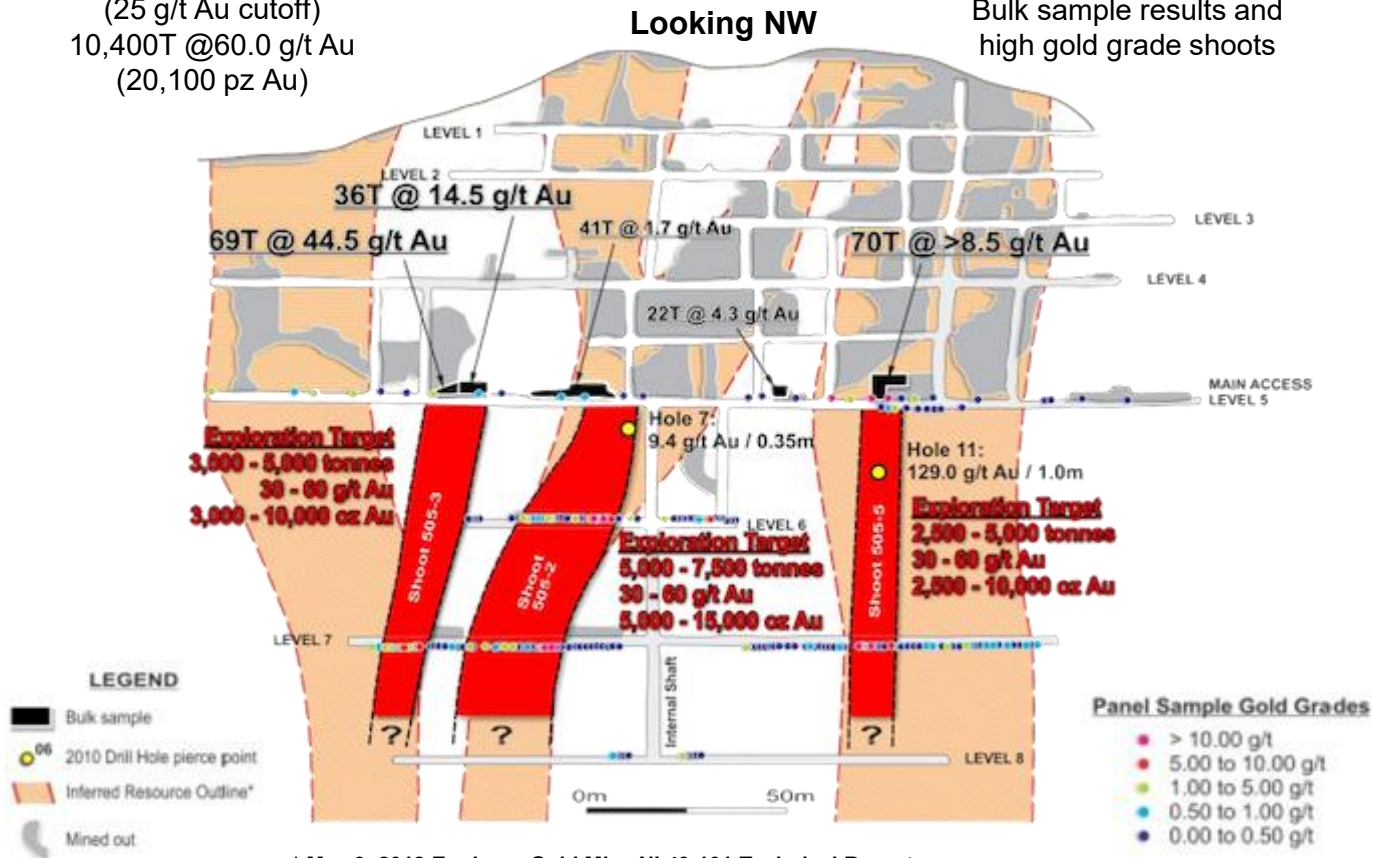 (25 g/t Au cutoff)
10,400T @60.0 g/t Au
(20,100 pz Au)
Looking NW
Bulk sample results and
high gold grade shoots
LEVEL 1
LEVEL 2
36T @ 14.5 g/t Au
69T @ 44.5 g/t Au
41T @ 1.7 g/t Au
70T @ >8.5 g/t Au
LEVEL 3
LEVEL 4
22T @ 4.3 g/t Au
MAIN ACCESS
LEVEL 5
Exploration Target
3,000 - 5,000 tonnes
30 - 60 g/t Au
3,000 - 10,000 oz Au
Hole 7:
9.4 g/t Au / 0.35m
Hole 11:
129.0 g/t Au / 1.0m
Exploration Target
2,500 - 5,000 tonnes
30 - 60 g/t Au
2,500 - 10,000 oz Au
LEVEL 6
Exploration Target
5,000 - 7,500 tonnes
30 - 60 g/t Au
5,000 - 15,000 oz Au
Shoot 505-3
Shoot
505-2
Shoot 505-5
LEVEL 7
Internal Shaft
? ? ?
LEVEL 8
0m 50m
LEGEND
Bulk sample
06 2010 Drill Hole pierce point
Inferred Resource Outline*
Mined out
Panel Sample Gold Grades
> 10.00 g/t
5.00 to 10.00 g/t
1.00 to 5.00 g/t
0.50 to 1.00 g/t
0.00 to 0.50 g/t